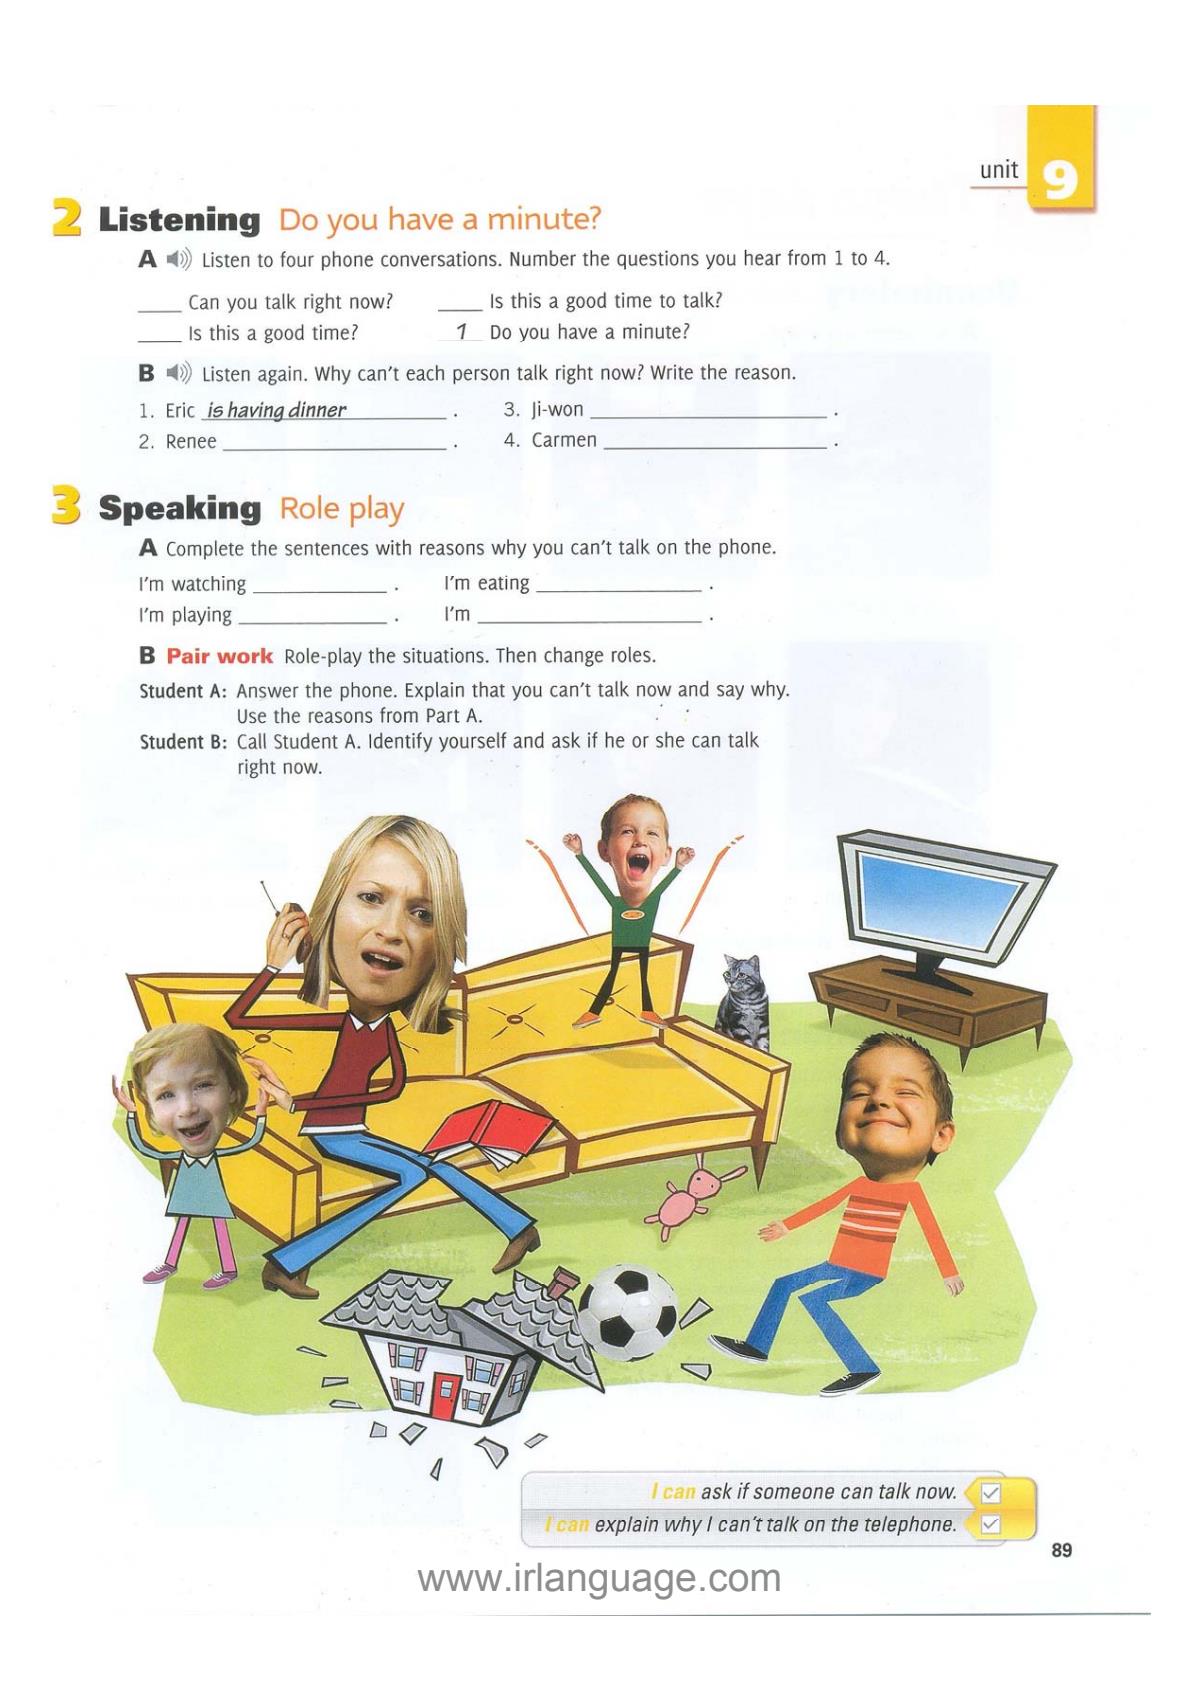 unit 9
2 Listening Do you have a minute?
A Listen to four phone conversations. Number the questions you hear from 1 to 4.
____ Can you talk right now? ____ Is this a good time to talk?
____ Is this a good time? 1 Do you have a minute?
B Listen again. Why can't each person talk right now? Write the reason.
1. Eric is having dinner . 3. Ji-won ____ .
2. Renee ____ . 4. Carmen ____ .
3 Speaking Role play
A Complete the sentences with reasons why you can't talk on the phone.
I'm watching ____ . I'm eating ____ .
I'm playing ____ . I'm ____ .
B Pair work Role-play the situations. Then change roles.
Student A: Answer the phone. Explain that you can't talk now and say why.
Use the reasons from Part A.
Student B: Call Student A. Identify yourself and ask if he or she can talk
right now.
I can ask if someone can talk now.
I can explain why I can't talk on the telephone.
89
www.irlanguage.com